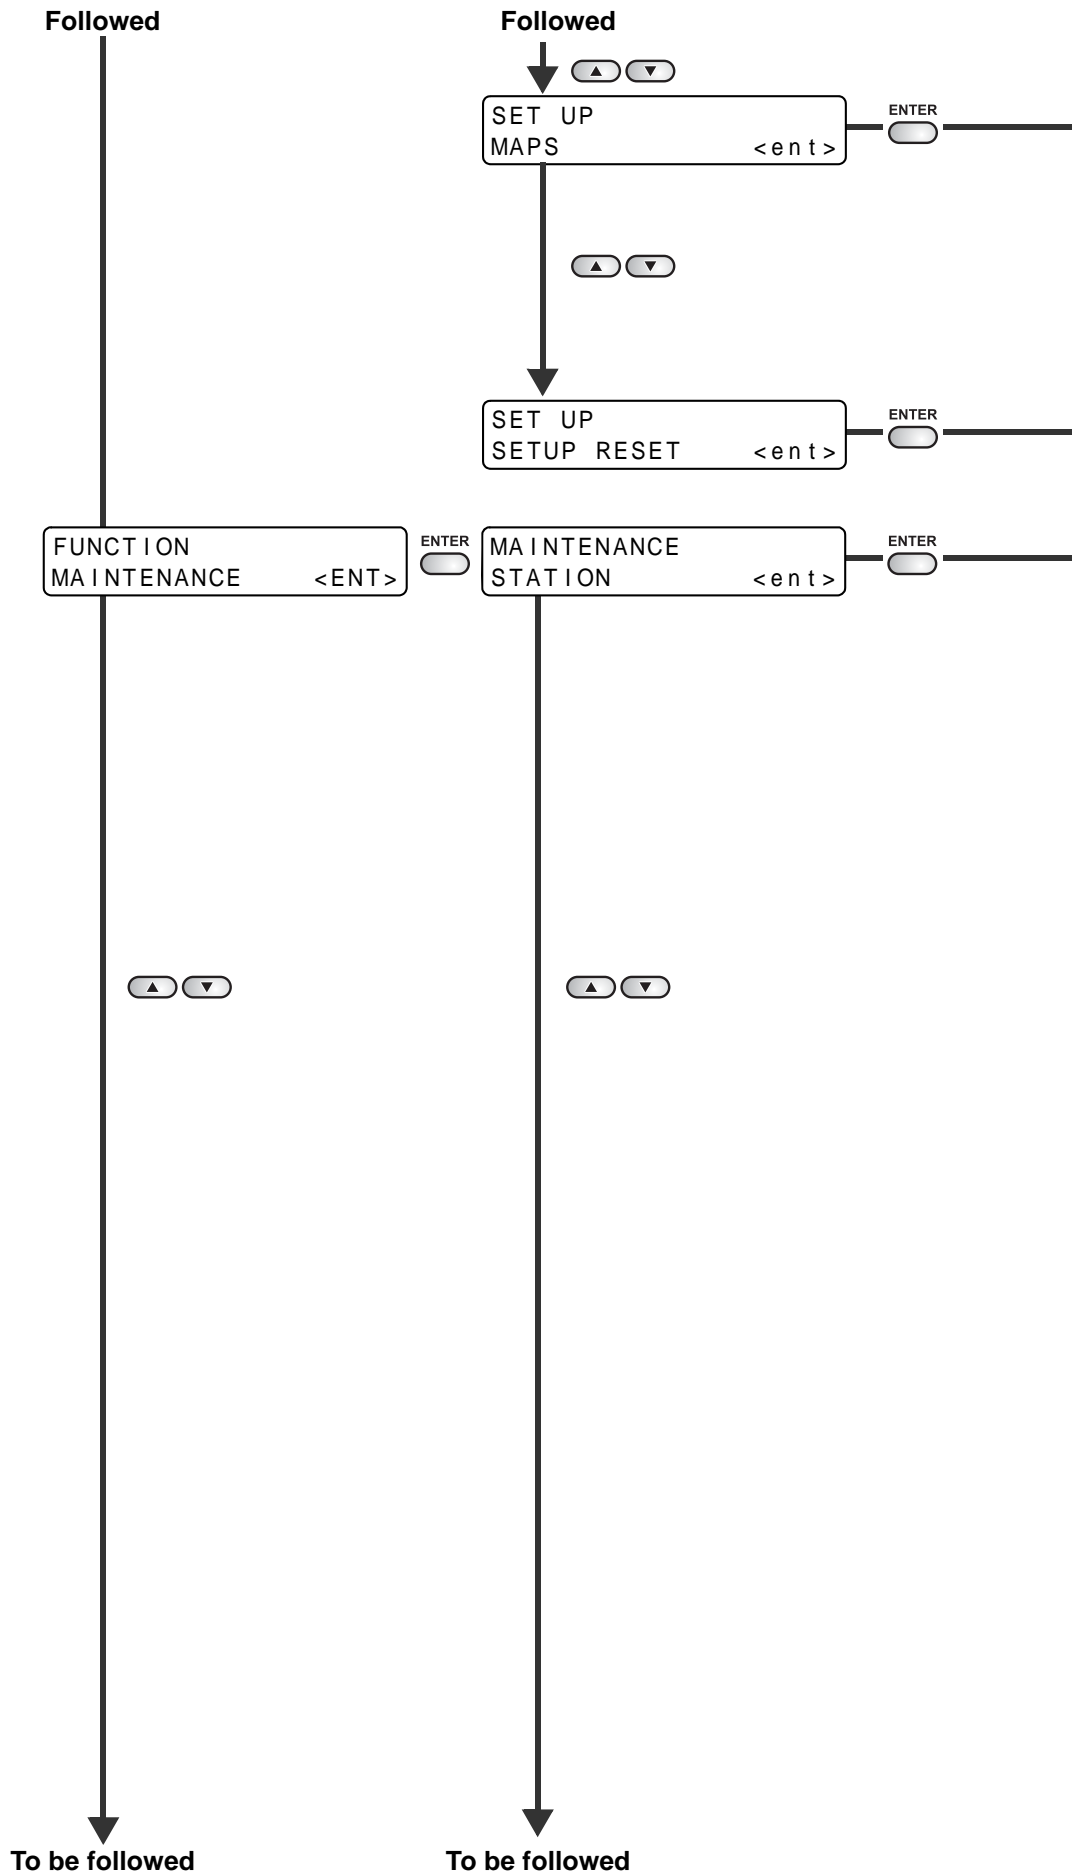 Followed
Followed
SET UP
MAPS <ent>
ENTER
SET UP
SETUP RESET <ent>
ENTER
FUNCTION
MAINTENANCE <ENT>
ENTER
MAINTENANCE
STATION <ent>
ENTER
To be followed
To be followed